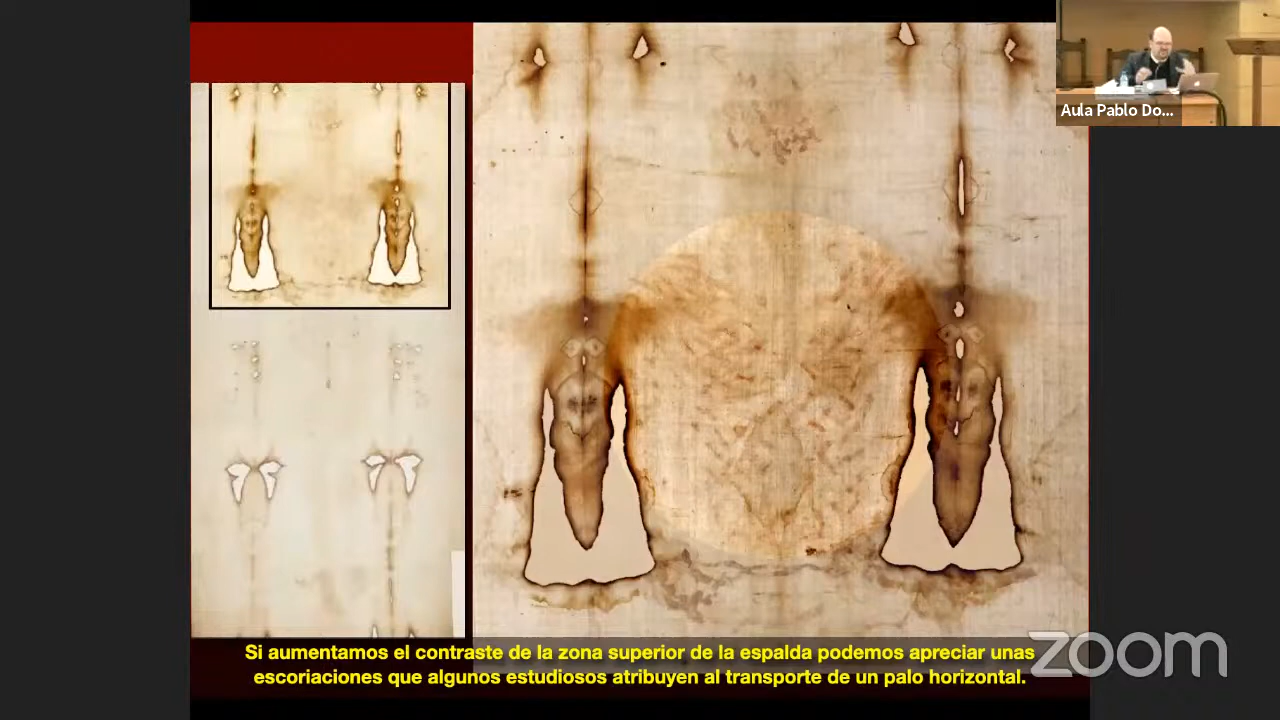 Aula Pablo Do...
Si aumentamos el contraste de la zona superior de la espalda podemos apreciar unas
escoriaciones que algunos estudiosos atribuyen al transporte de un palo horizontal.
zoom